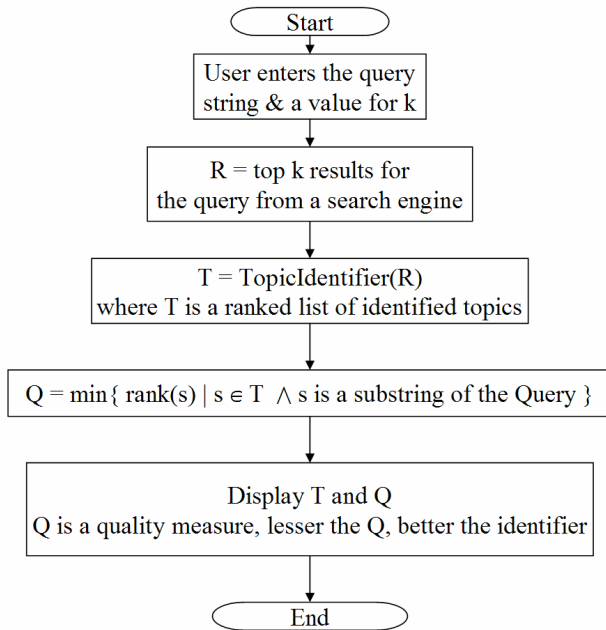 Start
User enters the query
string & a value for k
R = top k results for
the query from a search engine
T = TopicIdentifier(R)
where T is a ranked list of identified topics
Q = min{ rank(s) | s ∈ T ∧ s is a substring of the Query }
Display T and Q
Q is a quality measure, lesser the Q, better the identifier
End